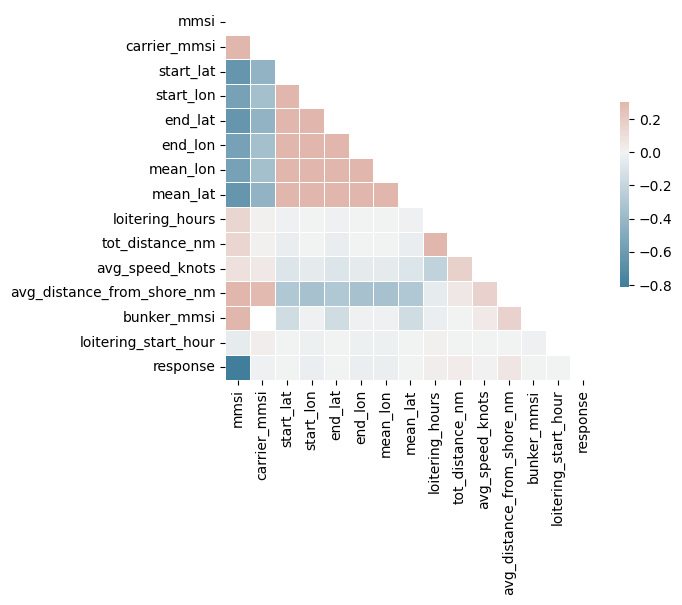 mmsi
carrier_mmsi
start_lat
start_lon
end_lat
end_lon
mean_lon
mean_lat
loitering_hours
tot_distance_nm
avg_speed_knots
avg_distance_from_shore_nm
bunker_mmsi
loitering_start_hour
response
mmsi
carrier_mmsi
start_lat
start_lon
end_lat
end_lon
mean_lon
mean_lat
loitering_hours
tot_distance_nm
avg_speed_knots
avg_distance_from_shore_nm
bunker_mmsi
loitering_start_hour
response
0.2
0.0
−0.2
−0.4
−0.6
−0.8